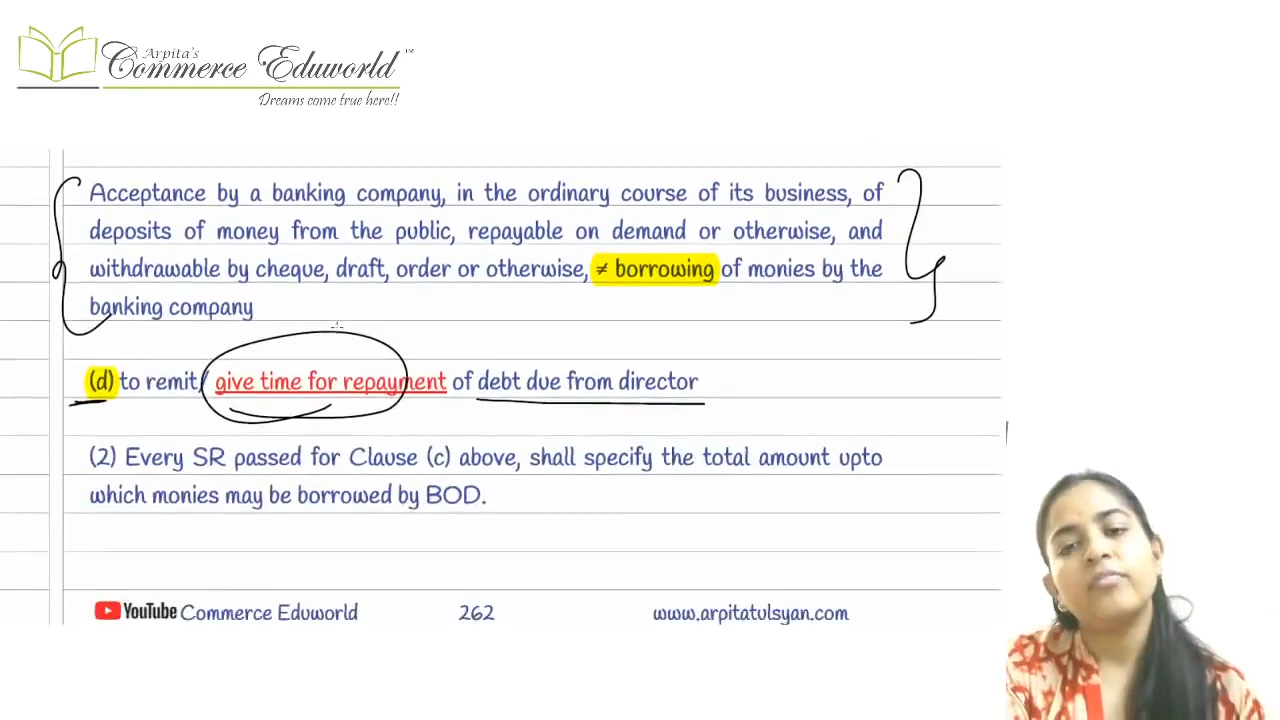 Arpita's
Commerce Eduworld™
Dreams come true here!!
Acceptance by a banking company, in the ordinary course of its business, of
deposits of money from the public, repayable on demand or otherwise, and
withdrawable by cheque, draft, order or otherwise, ≠ borrowing of monies by the
banking company
(d) to remit/ give time for repayment of debt due from director
(2) Every SR passed for Clause (c) above, shall specify the total amount upto
which monies may be borrowed by BOD.
YouTube Commerce Eduworld 262 www.arpitatulsyan.com